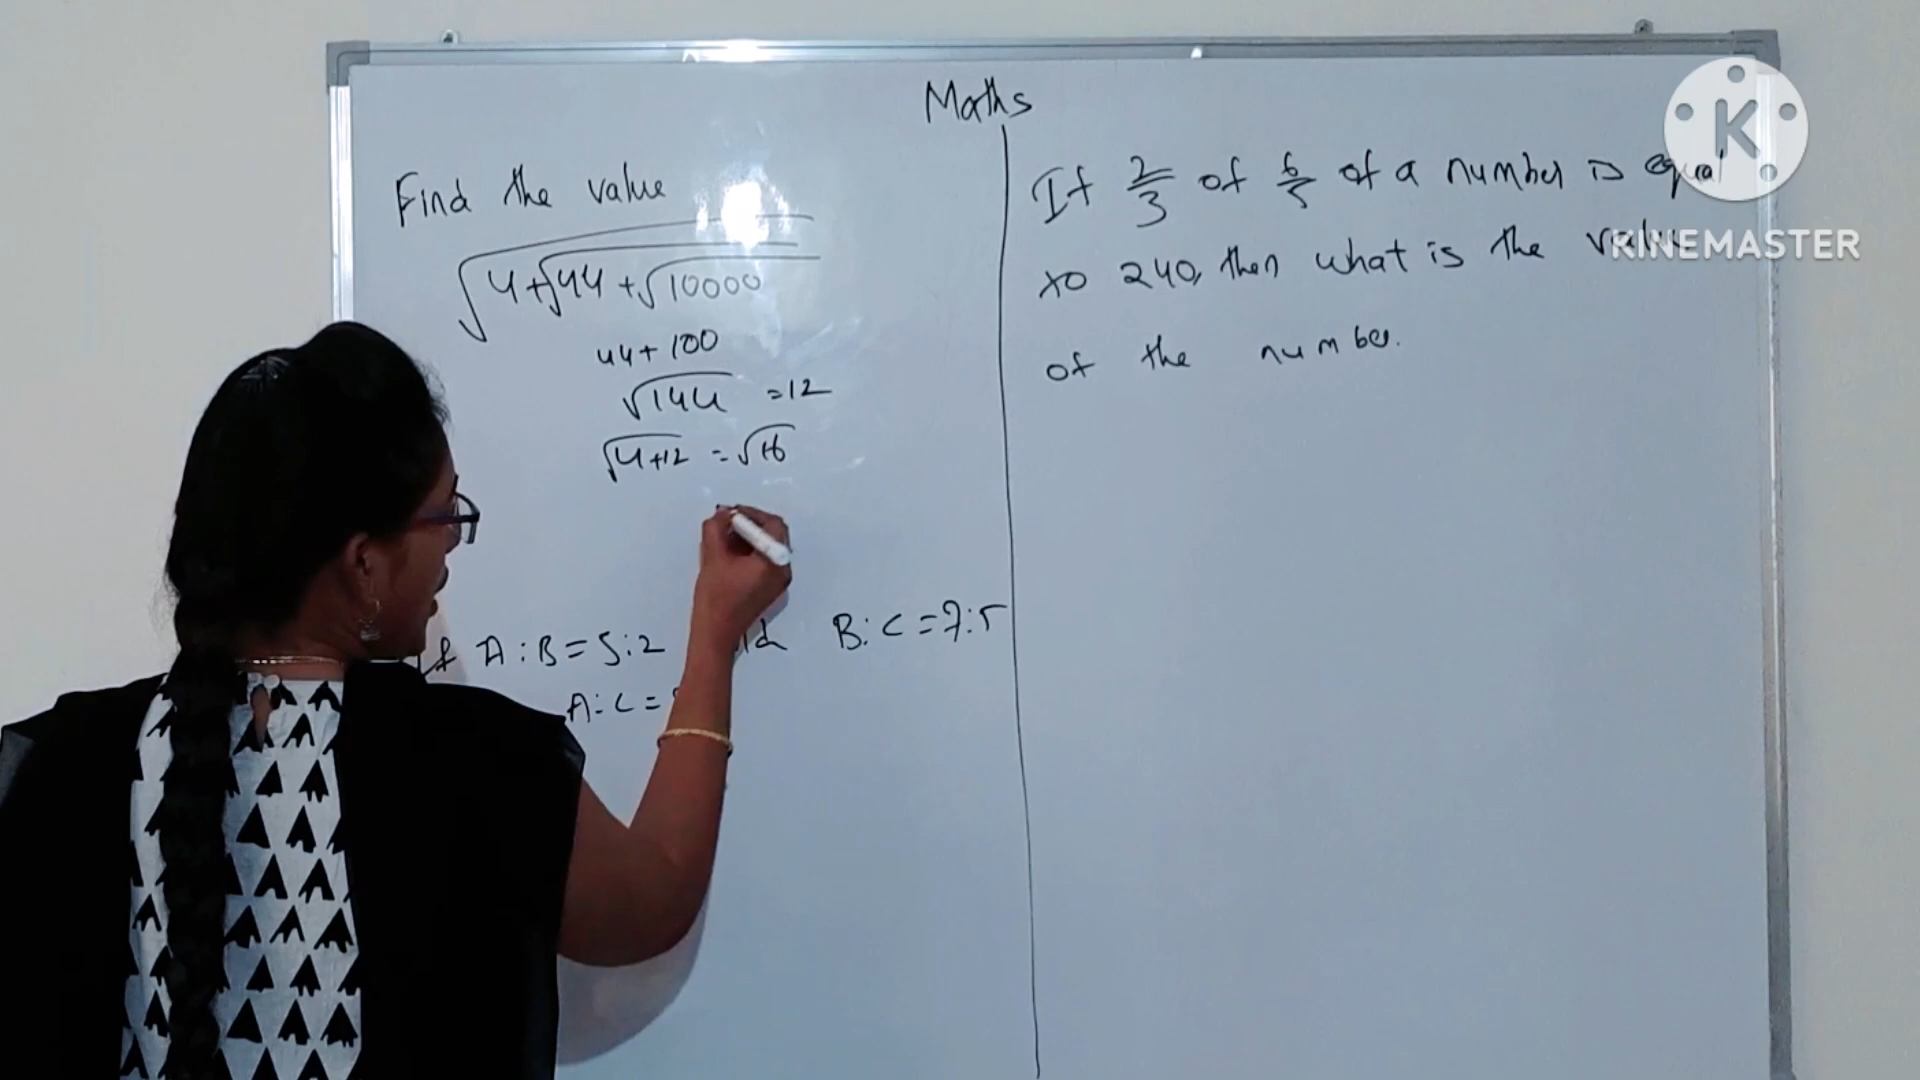 Maths
Find the value
√4+√44+√10000
44+100
√144 =12
√4+12 =√16
If A:B=5:2 B:C=7:5
A:C=
If 2/3 of 6/5 of a number is equal
to 240, then what is the value
of the number.
K
KINEMASTER